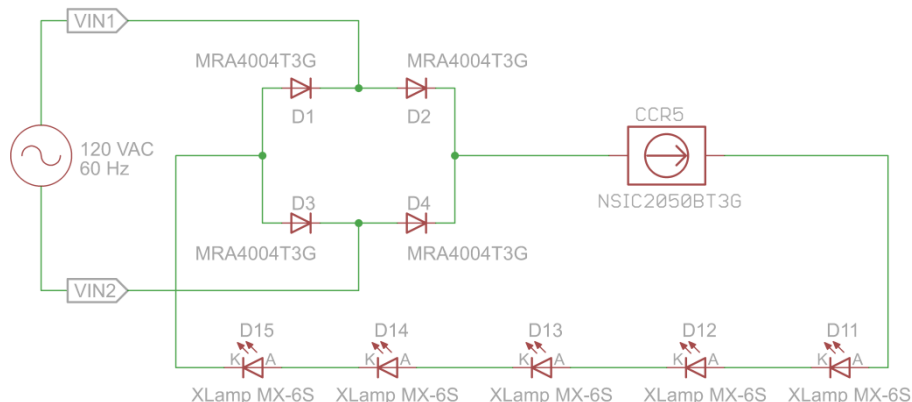 VIN1
MRA4004T3G
MRA4004T3G
D1
D2
CCR5
120 VAC
60 Hz
NSIC2050BT3G
D3
D4
MRA4004T3G
MRA4004T3G
VIN2
D15
D14
D13
D12
D11
K A
K A
K A
K A
K A
XLamp MX-6S
XLamp MX-6S
XLamp MX-6S
XLamp MX-6S
XLamp MX-6S